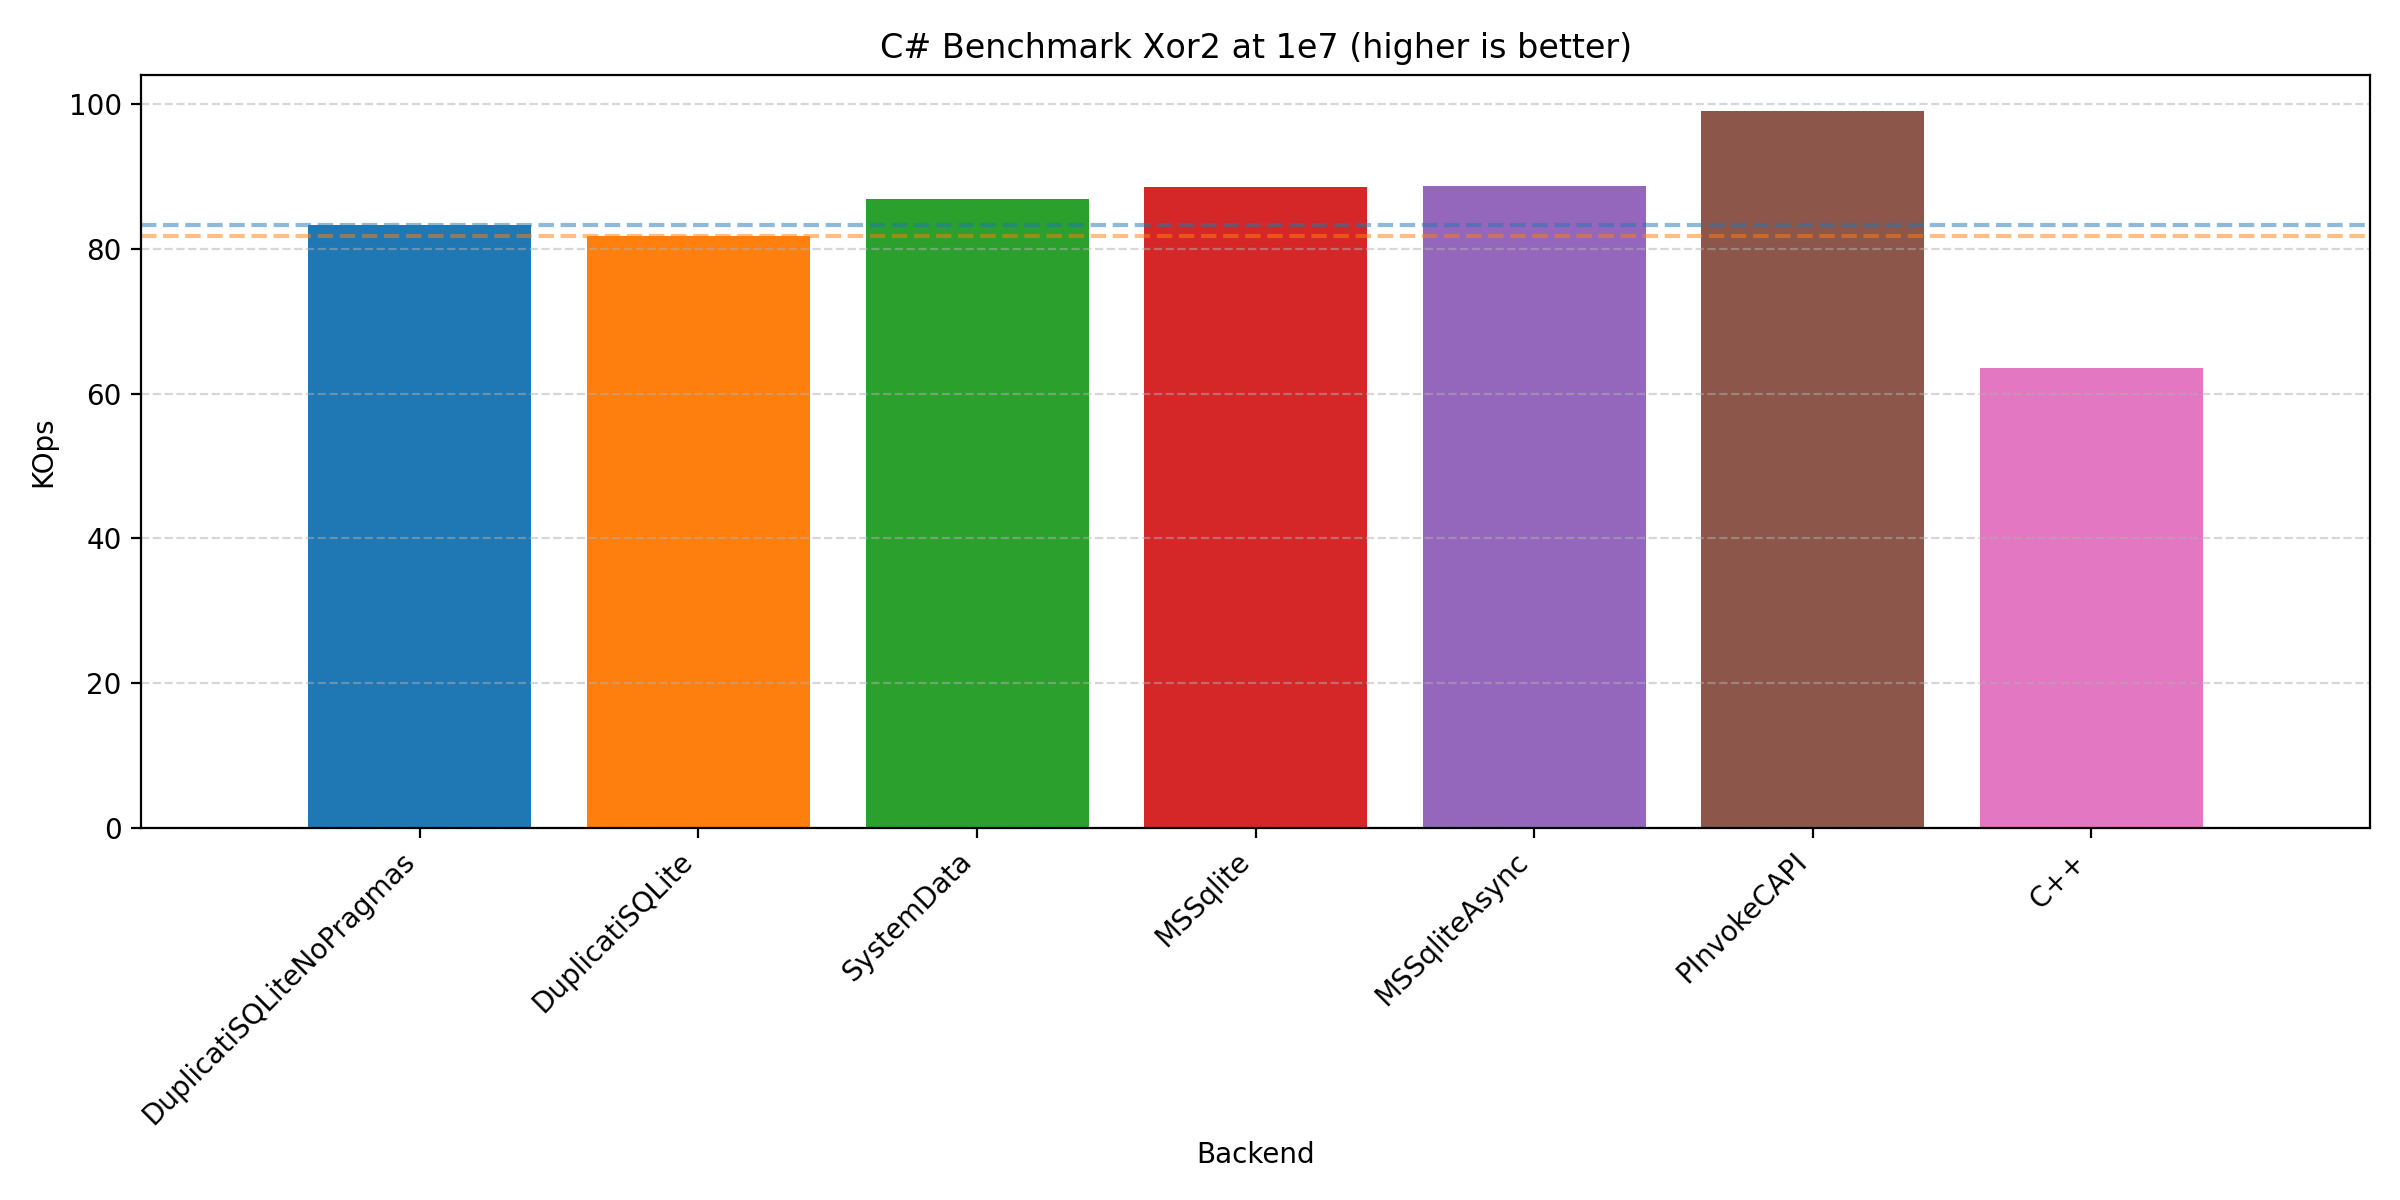 C# Benchmark Xor2 at 1e7 (higher is better)
100
80
60
40
20
0
KOps
DuplicatiSQLiteNoPragmas
DuplicatiSQLite
SystemData
MSSqlite
MSSqliteAsync
PInvokeCAPI
C++
Backend